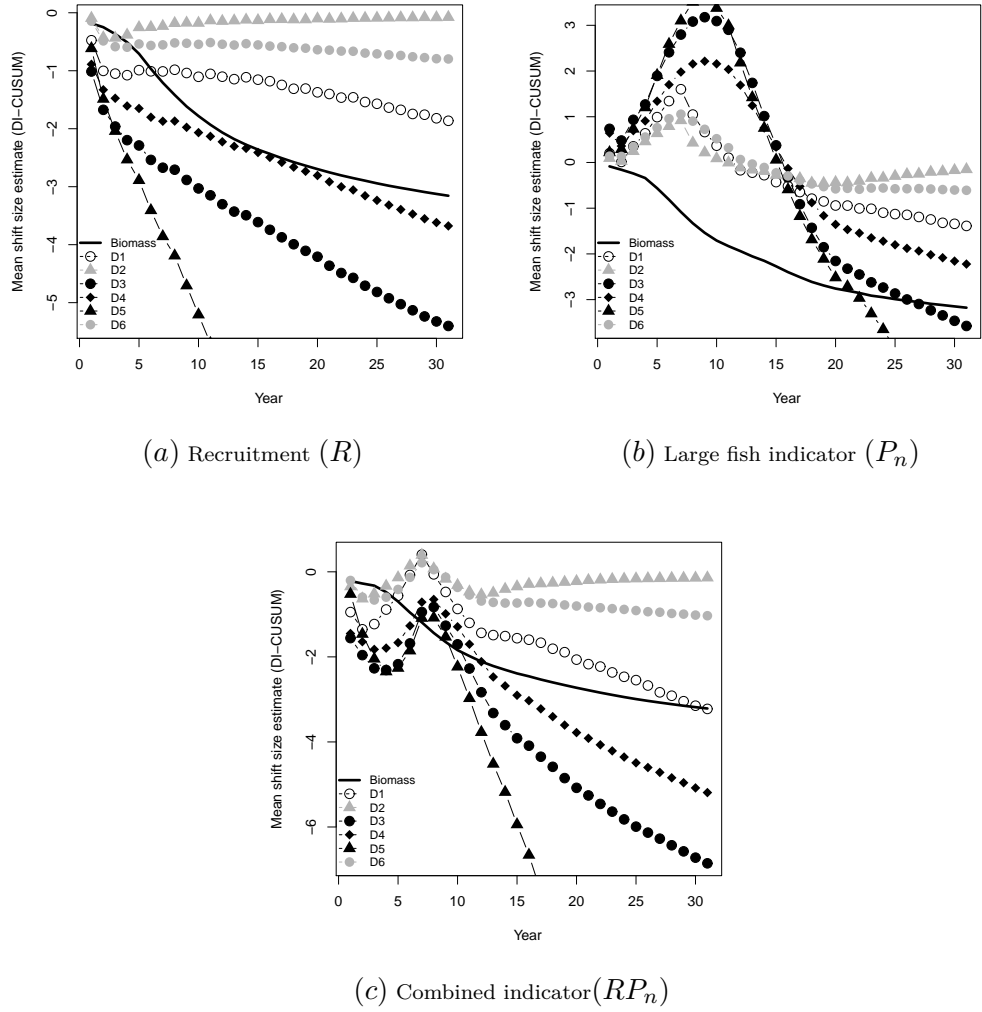 Mean shift size estimate (DI−CUSUM)
0
−1
−2
−3
−4
−5
Biomass
D1
D2
D3
D4
D5
D6
0 5 10 15 20 25 30
Year
(a) Recruitment (R)
Mean shift size estimate (DI−CUSUM)
3
2
1
0
−1
−2
−3
Biomass
D1
D2
D3
D4
D5
D6
0 5 10 15 20 25 30
Year
(b) Large fish indicator (Pn)
Mean shift size estimate (DI−CUSUM)
0
−2
−4
−6
Biomass
D1
D2
D3
D4
D5
D6
0 5 10 15 20 25 30
Year
(c) Combined indicator(RPn)